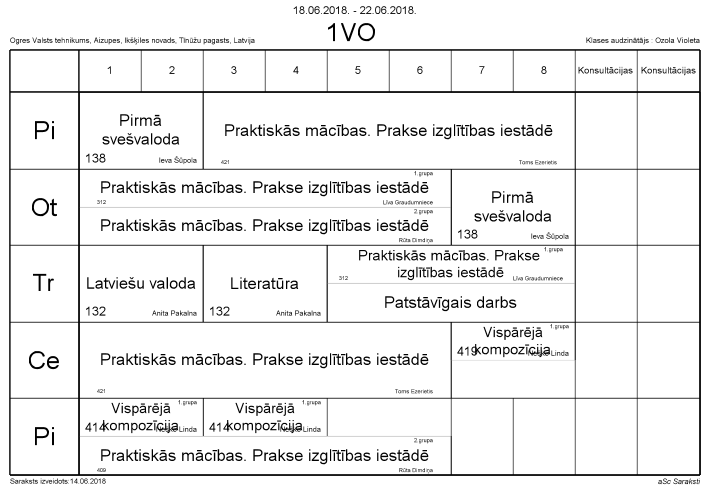 18.06.2018. - 22.06.2018.
1VO
Ogres Valsts tehnikums, Aizupes, Ikšķiles novads, Tīnūžu pagasts, Latvija
Klases audzinātājs : Ozola Violeta
1 2 3 4 5 6 7 8 Konsultācijas Konsultācijas
Pi
Pirmā
svešvaloda
138 Ieva Šūpola
Praktiskās mācības. Prakse izglītības iestādē
421 Toms Ezerietis
Ot
1.grupa
Praktiskās mācības. Prakse izglītības iestādē
312 Līva Graudumniece
2.grupa
Praktiskās mācības. Prakse izglītības iestādē
Rūta Dimdiņa
Pirmā
svešvaloda
138 Ieva Šūpola
Tr
Latviešu valoda
132 Anita Pakalna
Literatūra
132 Anita Pakalna
1.grupa
Praktiskās mācības. Prakse
izglītības iestādē
312 Līva Graudumniece
Patstāvīgais darbs
Ce
Praktiskās mācības. Prakse izglītības iestādē
421 Toms Ezerietis
1.grupa
Vispārējā
kompozīcija
419 Linda
Pi
1.grupa
Vispārējā
kompozīcija
414 Linda
1.grupa
Vispārējā
kompozīcija
414 Linda
2.grupa
Praktiskās mācības. Prakse izglītības iestādē
409 Rūta Dimdiņa
Saraksts izveidots:14.06.2018
aSc Saraksti